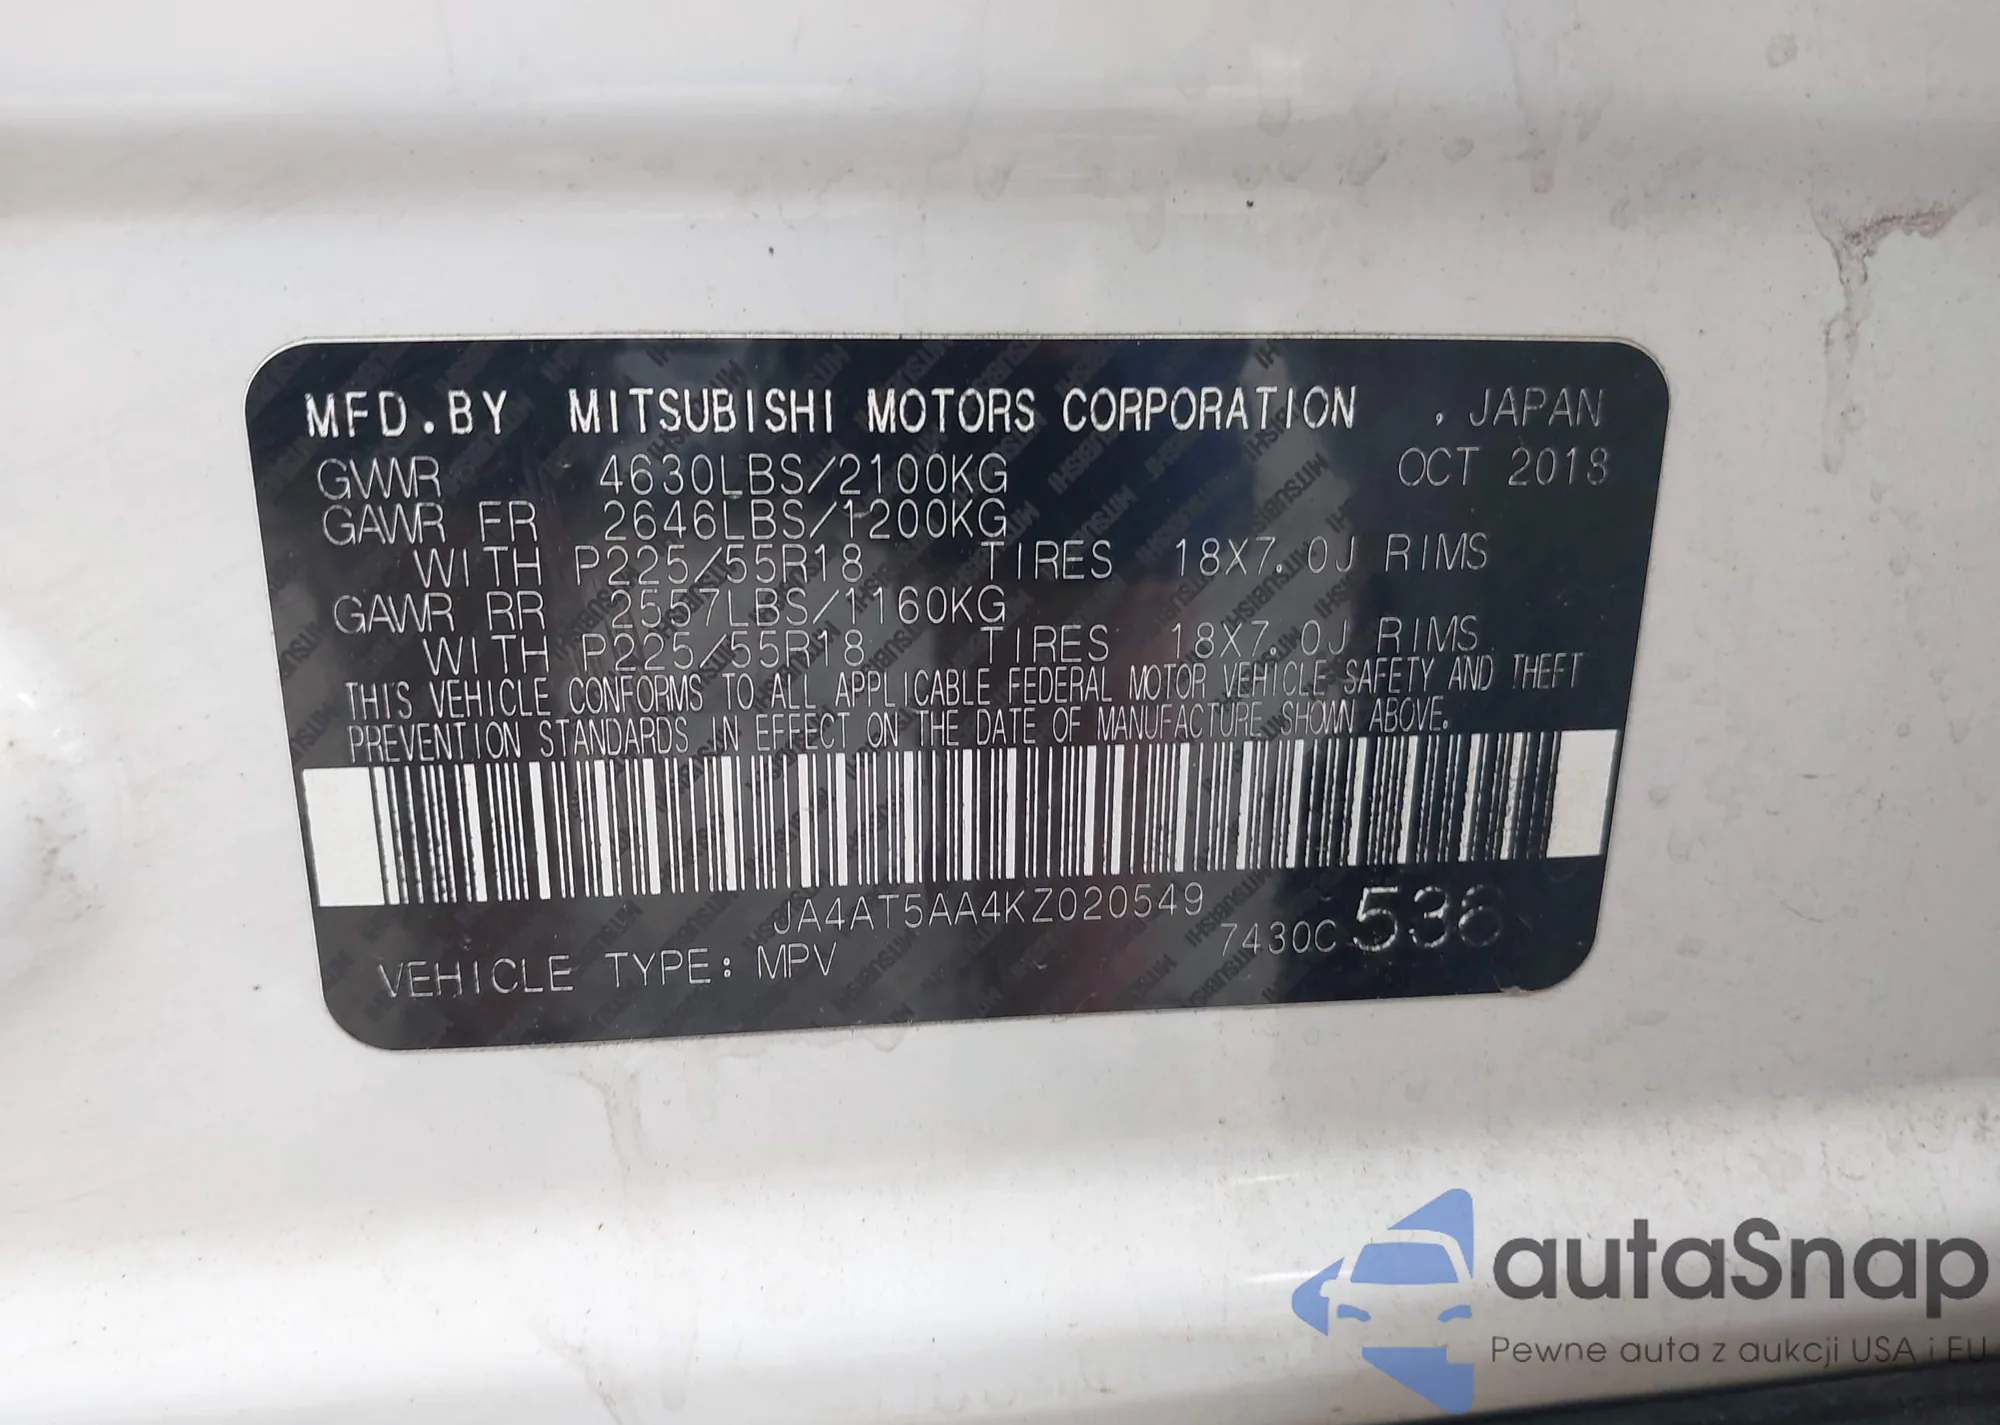 MFD.BY MITSUBISHI MOTORS CORPORATION , JAPAN
GVWR 4630LBS/2100KG OCT 2018
GAWR FR 2646LBS/1200KG
WITH P225/55R18 TIRES 18X7.0J RIMS
GAWR RR 2557LBS/1160KG
WITH P225/55R18 TIRES 18X7.0J RIMS
THIS VEHICLE CONFORMS TO ALL APPLICABLE FEDERAL MOTOR VEHICLE SAFETY AND THEFT
PREVENTION STANDARDS IN EFFECT ON THE DATE OF MANUFACTURE SHOWN ABOVE.
JA4AT5AA4KZ020549
7430C 536
VEHICLE TYPE: MPV
autaSnap
Pewne auta z aukcji USA i EU